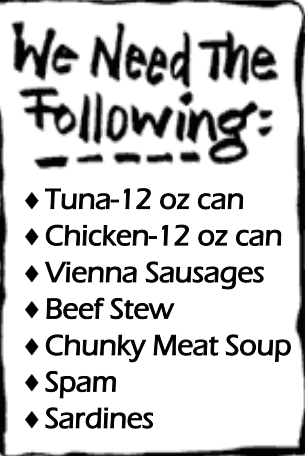 We Need The
Following:
♦Tuna-12 oz can
♦Chicken-12 oz can
♦Vienna Sausages
♦Beef Stew
♦Chunky Meat Soup
♦Spam
♦Sardines